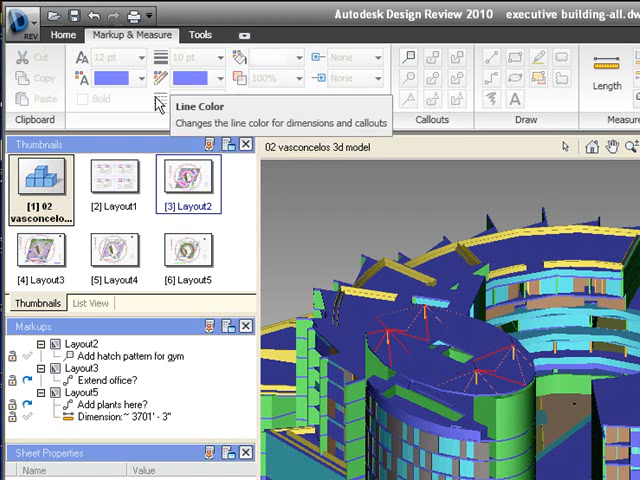 Autodesk Design Review 2010 executive building-all.dw
REV
Home Markup & Measure Tools
Cut 12 pt 10 pt None
Copy 100% None
Paste Bold Length
Clipboard Callouts Draw Measure
Line Color
Changes the line color for dimensions and callouts
Thumbnails
[1] 02 vasconcelo... [2] Layout1 [3] Layout2
[4] Layout3 [5] Layout4 [6] Layout5
Thumbnails List View
02 vasconcelos 3d model
Markups
Layout2
Add hatch pattern for gym
Layout3
Extend office?
Layout5
Add plants here?
Dimension:~ 3701' - 3"
Sheet Properties
Name Value